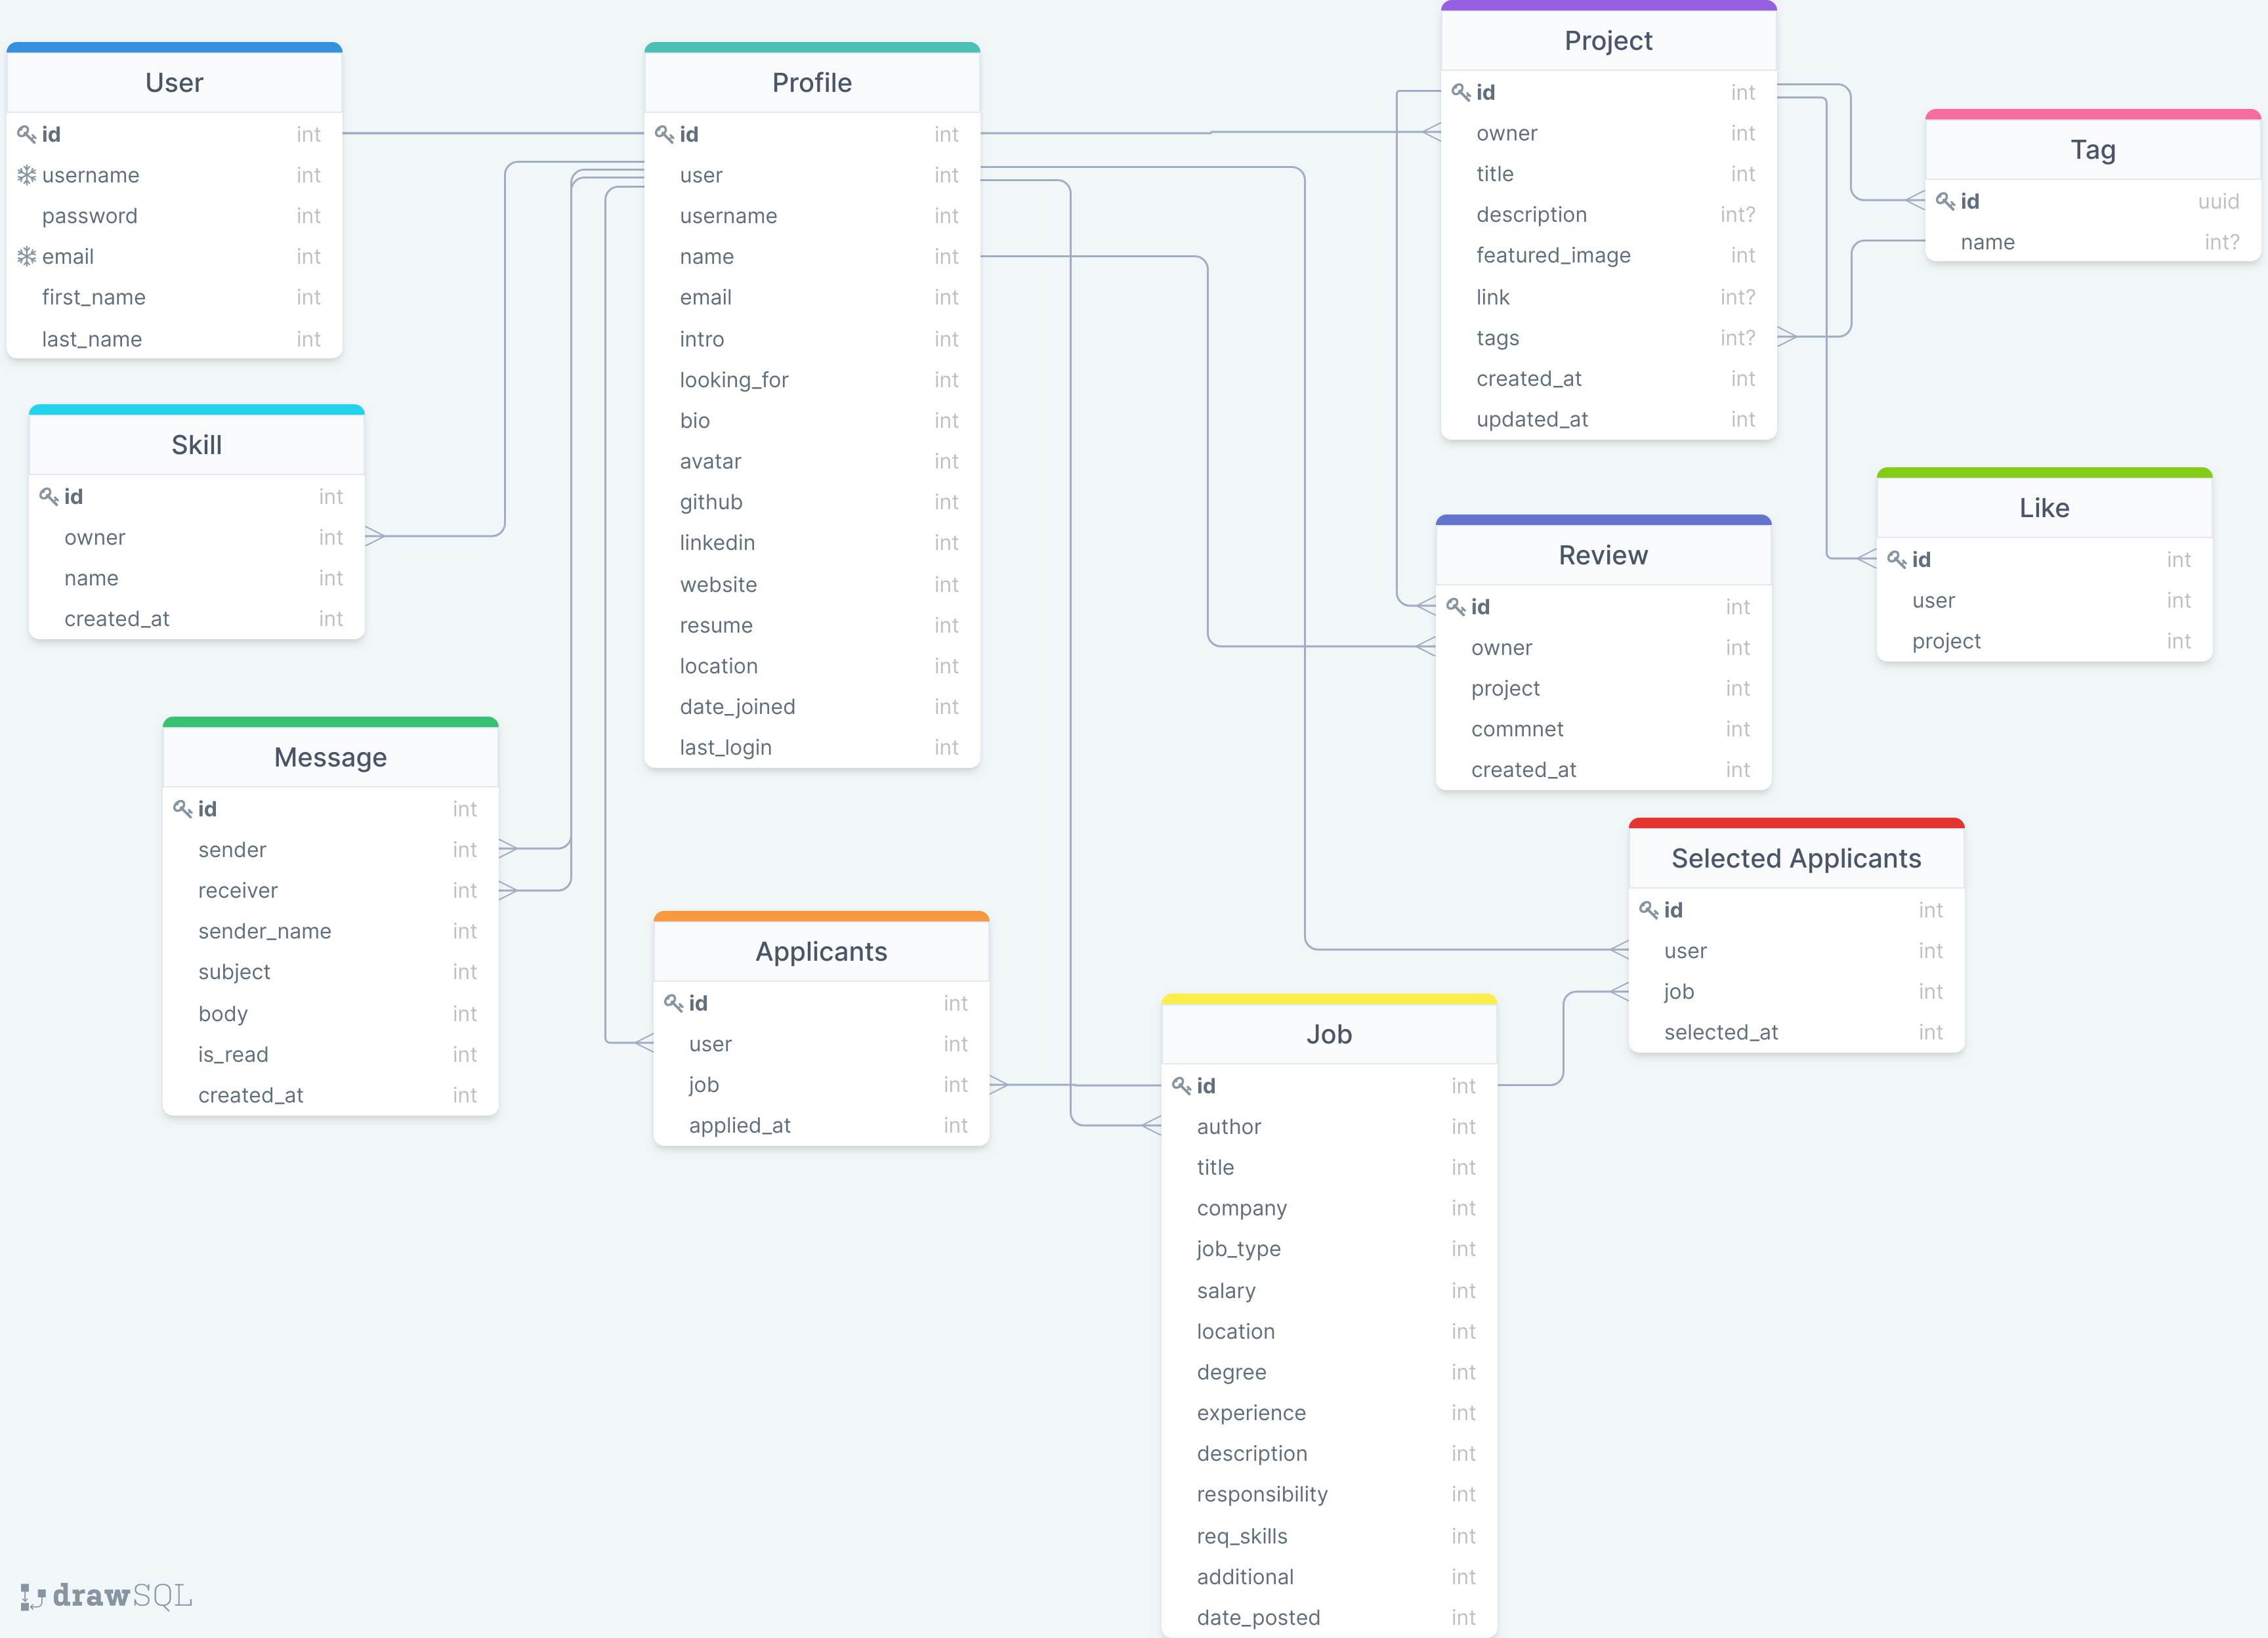 User
id int
username int
password int
email int
first_name int
last_name int
Profile
id int
user int
username int
name int
email int
intro int
looking_for int
bio int
avatar int
github int
linkedin int
website int
resume int
location int
date_joined int
last_login int
Project
id int
owner int
title int
description int?
featured_image int
link int?
tags int?
created_at int
updated_at int
Tag
id uuid
name int?
Skill
id int
owner int
name int
created_at int
Like
id int
user int
project int
Review
id int
owner int
project int
commnet int
created_at int
Message
id int
sender int
receiver int
sender_name int
subject int
body int
is_read int
created_at int
Selected Applicants
id int
user int
job int
selected_at int
Applicants
id int
user int
job int
applied_at int
Job
id int
author int
title int
company int
job_type int
salary int
location int
degree int
experience int
description int
responsibility int
req_skills int
additional int
date_posted int
drawSQL